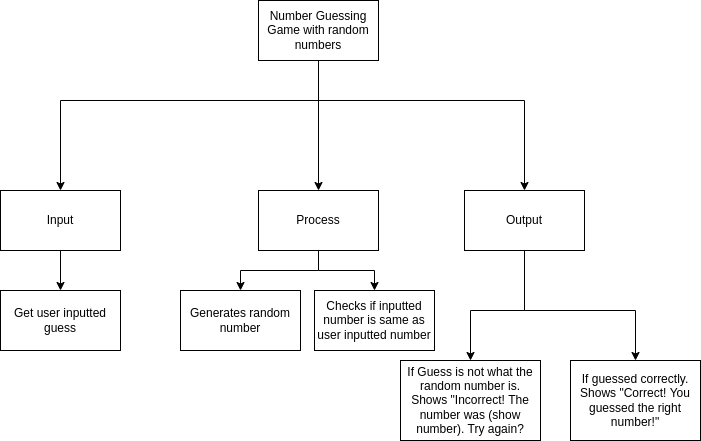 Number Guessing
Game with random
numbers
Input
Process
Output
Get user inputted
guess
Generates random
number
Checks if inputted
number is same as
user inputted number
If Guess is not what the
random number is.
Shows "Incorrect! The
number was (show
number). Try again?
If guessed correctly.
Shows "Correct! You
guessed the right
number!"